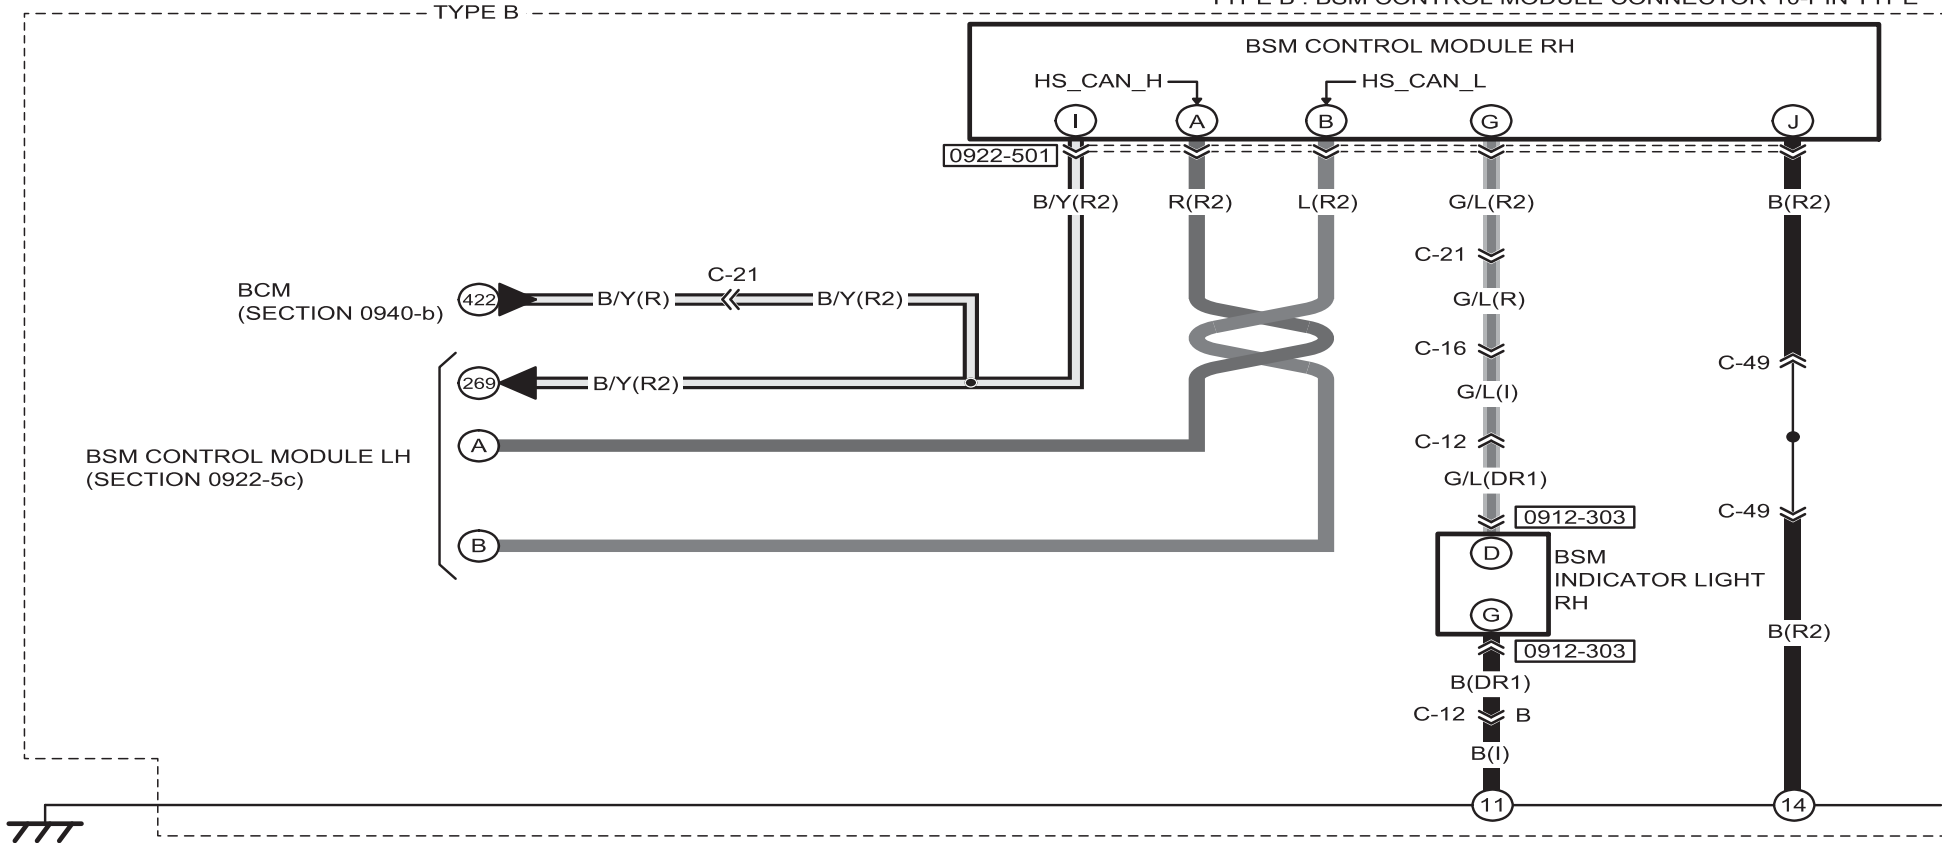 TYPE B
TYPE B : BSM CONTROL MODULE CONNECTOR 10-PIN TYPE
BSM CONTROL MODULE RH
HS_CAN_H
HS_CAN_L
I
A
B
G
J
0922-501
B/Y(R2)
R(R2)
L(R2)
G/L(R2)
B(R2)
C-21
C-21
BCM
(SECTION 0940-b)
422
B/Y(R)
B/Y(R2)
G/L(R)
C-16
C-49
269
B/Y(R2)
G/L(I)
A
C-12
BSM CONTROL MODULE LH
(SECTION 0922-5c)
G/L(DR1)
0912-303
C-49
B
D
BSM
INDICATOR LIGHT
RH
G
B(R2)
0912-303
B(DR1)
C-12
B
B(I)
11
14